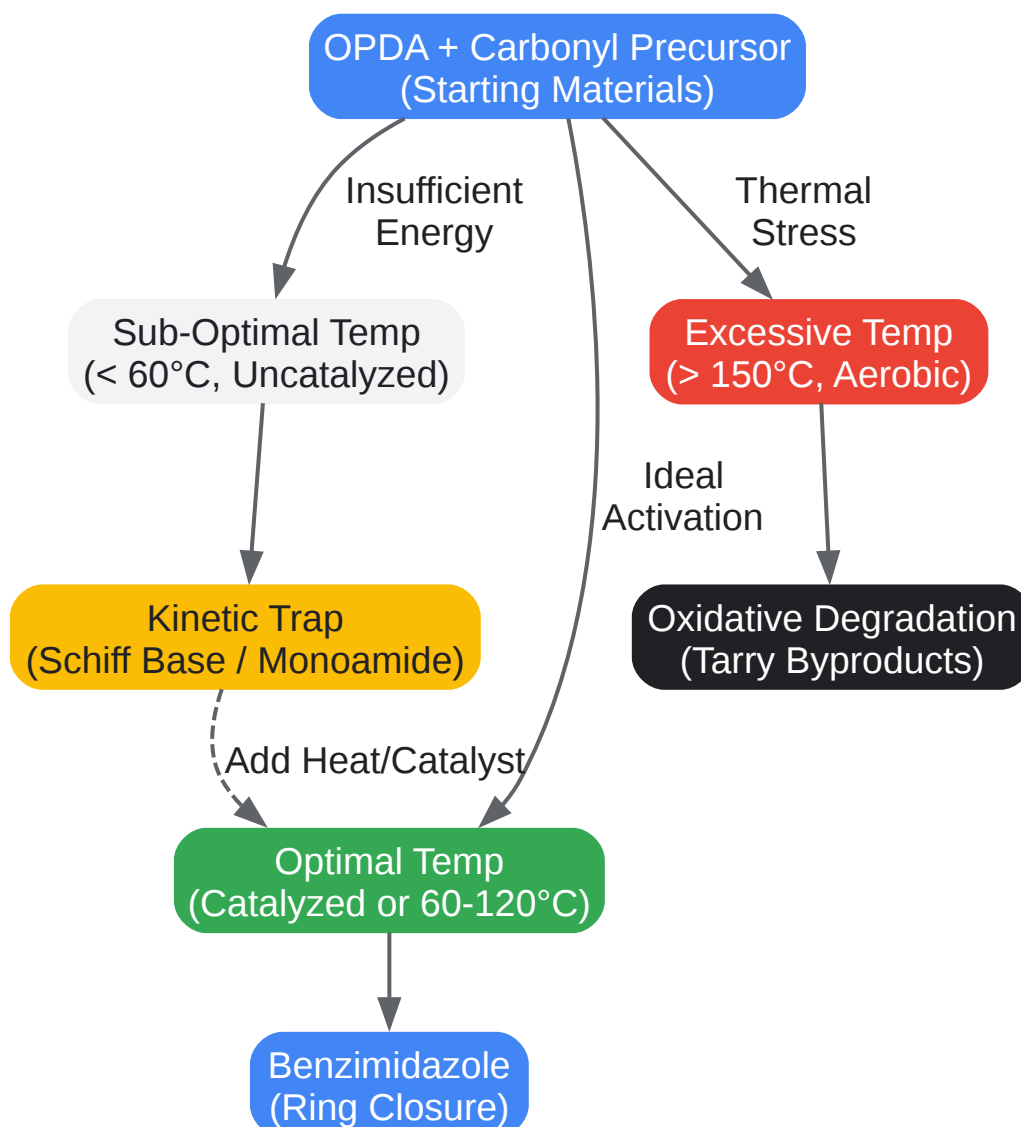 OPDA + Carbonyl Precursor
(Starting Materials)
Insufficient
Energy
Thermal
Stress
Sub-Optimal Temp
(< 60°C, Uncatalyzed)
Excessive Temp
(> 150°C, Aerobic)
Ideal
Activation
Kinetic Trap
(Schiff Base / Monoamide)
Oxidative Degradation
(Tarry Byproducts)
Add Heat/Catalyst
Optimal Temp
(Catalyzed or 60-120°C)
Benzimidazole
(Ring Closure)